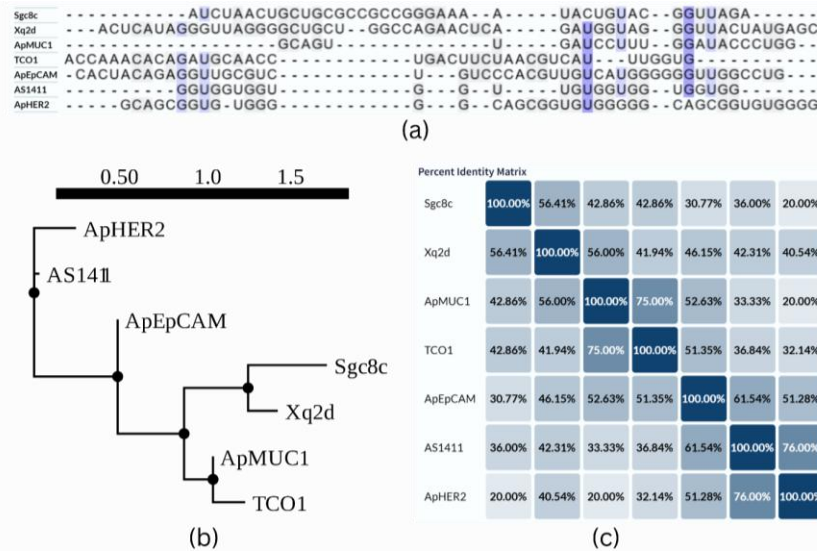 Sgc8c - - - - - - - - - - - AUCUAACUGCUGCGCCGCCGGGAAA - - A - - - - - - - UACUGUAC - - GGUUAGA - - - - - -
Xq2d - - - ACUCAUAGGGUUAGGGGCUGCU - - GGCCAGAACUCA - - - - - - UAUGGUAG - - GGUUACUAUGAGC
ApMUC1 - - - - - - - - - - - - - - - - - - - GCAGU - - - - - - - - - - - - - - U - - - - GAUCCUUU - - GGAUACCCUGG - -
TCO1 ACCAAACACAGAUGCAACC - - - - - - - - - - - - UGACUUCUAACGUCAU - - - UUGGUG - - - - - - - - - -
ApEpCAM - CACUACAGAGGUUGCGUC - - - - - - - - - - - - U - - - GUCCCACGUUGUCAUGGGGGGUUGGCCUG - -
AS1411 - - - - - - - - - - GGUGGUGGU - - - - - - - - - - - - G - - - G - - U - - - - UGUGGUGG - - GGUGG - - - - - -
ApHER2 - - - - - GCAGCGGUG-UGGG - - - - - - - - - - - - G - - - G - - CAGCGGUGUGGGGG - CAGCGGUGUGGGG
(a)
0.50 1.0 1.5
ApHER2
AS1411
ApEpCAM
Sgc8c
Xq2d
ApMUC1
TCO1
(b)
Percent Identity Matrix
Sgc8c 100.00% 56.41% 42.86% 42.86% 30.77% 36.00% 20.00%
Xq2d 56.41% 100.00% 56.00% 41.94% 46.15% 42.31% 40.54%
ApMUC1 42.86% 56.00% 100.00% 75.00% 52.63% 33.33% 20.00%
TCO1 42.86% 41.94% 75.00% 100.00% 51.35% 36.84% 32.14%
ApEpCAM 30.77% 46.15% 52.63% 51.35% 100.00% 61.54% 51.28%
AS1411 36.00% 42.31% 33.33% 36.84% 61.54% 100.00% 76.00%
ApHER2 20.00% 40.54% 20.00% 32.14% 51.28% 76.00% 100.00%
(c)